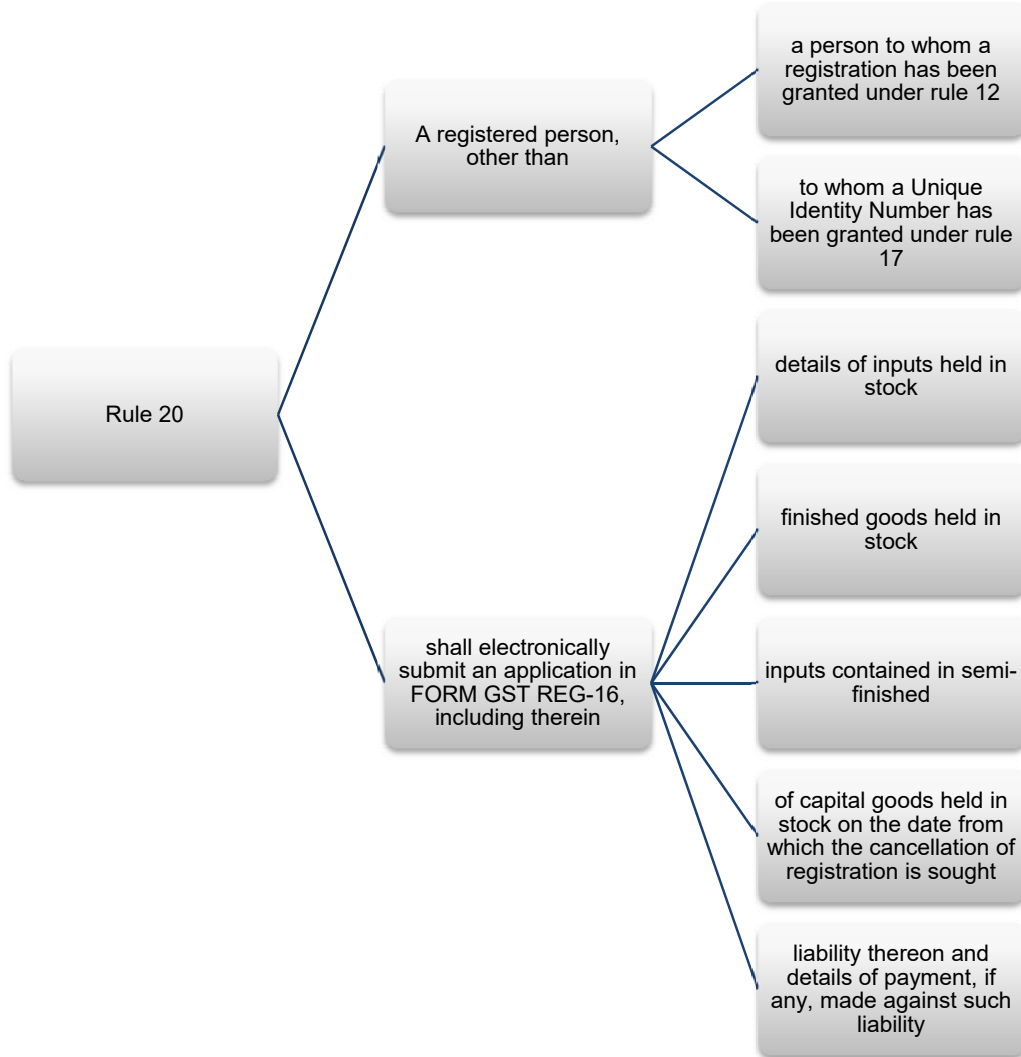 Rule 20
A registered person,
other than
a person to whom a
registration has been
granted under rule 12
to whom a Unique
Identity Number has
been granted under rule
17
shall electronically
submit an application in
FORM GST REG-16,
including therein
details of inputs held in
stock
finished goods held in
stock
inputs contained in semi-
finished
of capital goods held in
stock on the date from
which the cancellation of
registration is sought
liability thereon and
details of payment, if
any, made against such
liability